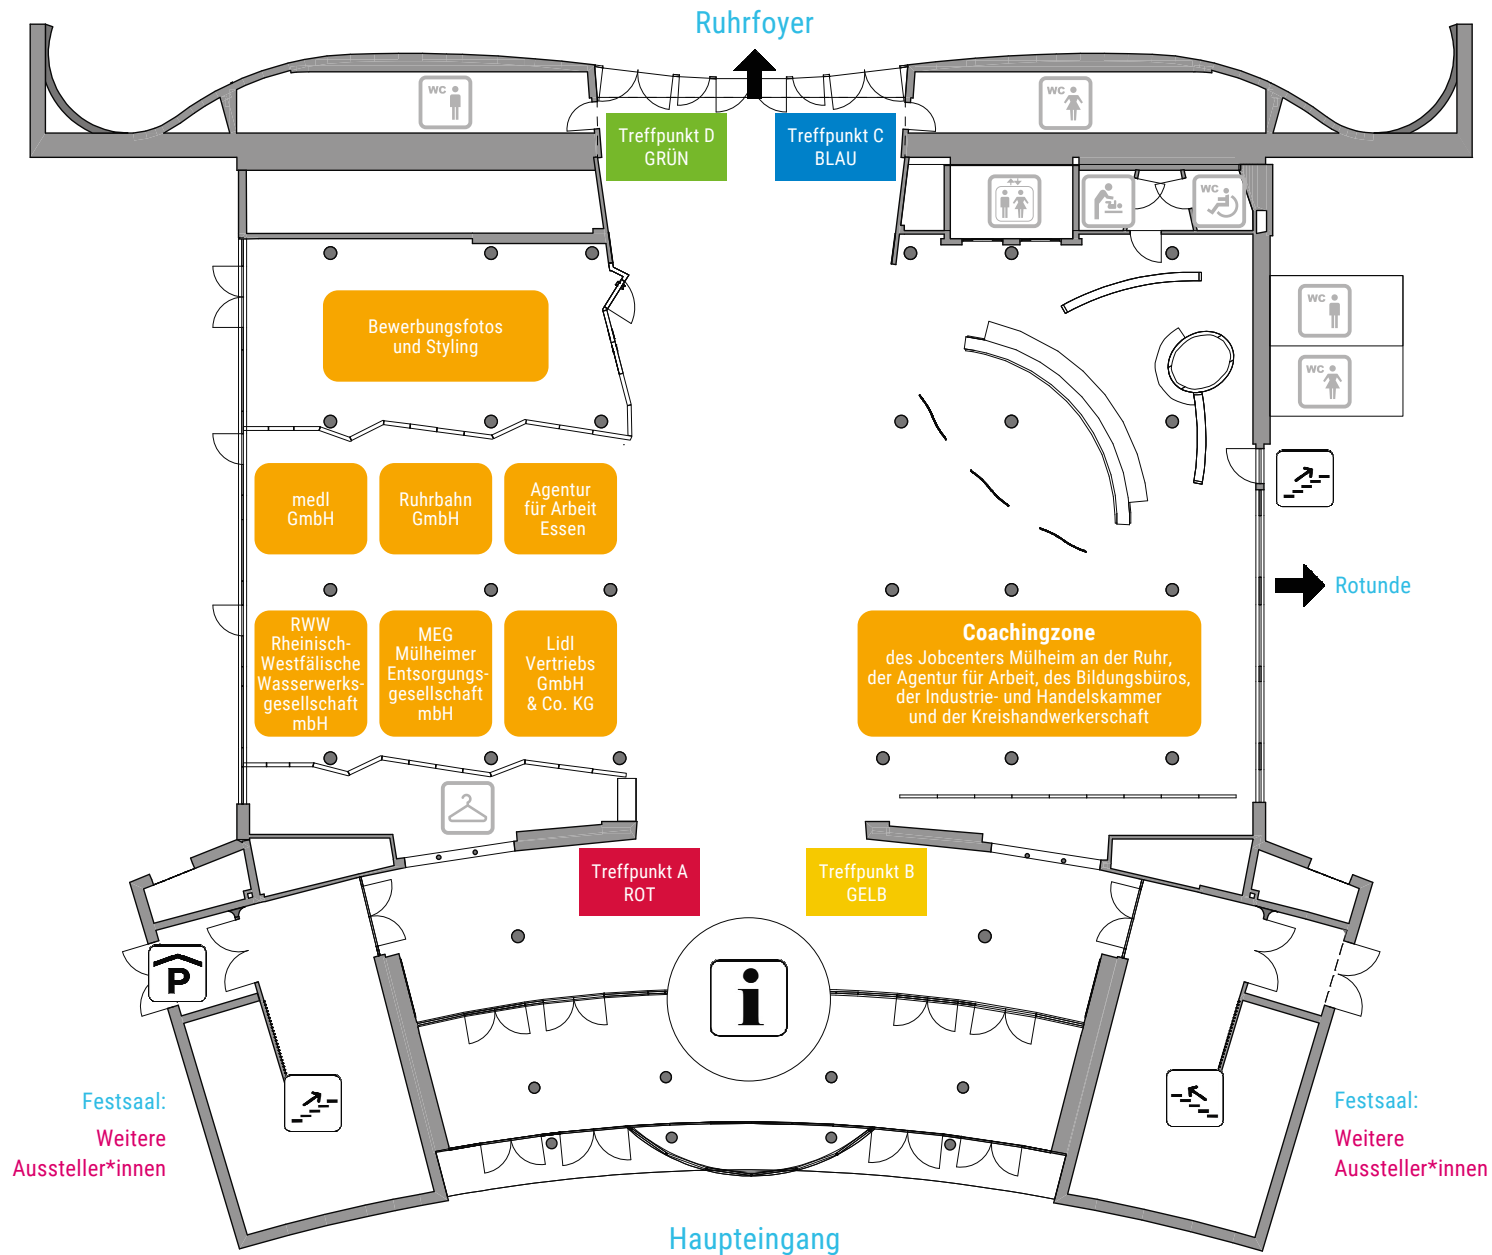 Ruhrfoyer
WC
WC
Treffpunkt D
GRÜN
Treffpunkt C
BLAU
WC
Bewerbungsfotos
und Styling
WC
WC
medl
GmbH
Ruhrbahn
GmbH
Agentur
für Arbeit
Essen
Rotunde
RWW
Rheinisch-
Westfälische
Wasserwerks-
gesellschaft
mbH
MEG
Mülheimer
Entsorgungs-
gesellschaft
mbH
Lidl
Vertriebs
GmbH
& Co. KG
Coachingzone
des Jobcenters Mülheim an der Ruhr,
der Agentur für Arbeit, des Bildungsbüros,
der Industrie- und Handelskammer
und der Kreishandwerkerschaft
Treffpunkt A
ROT
Treffpunkt B
GELB
P
i
Festsaal:
Weitere
Aussteller*innen
Festsaal:
Weitere
Aussteller*innen
Haupteingang